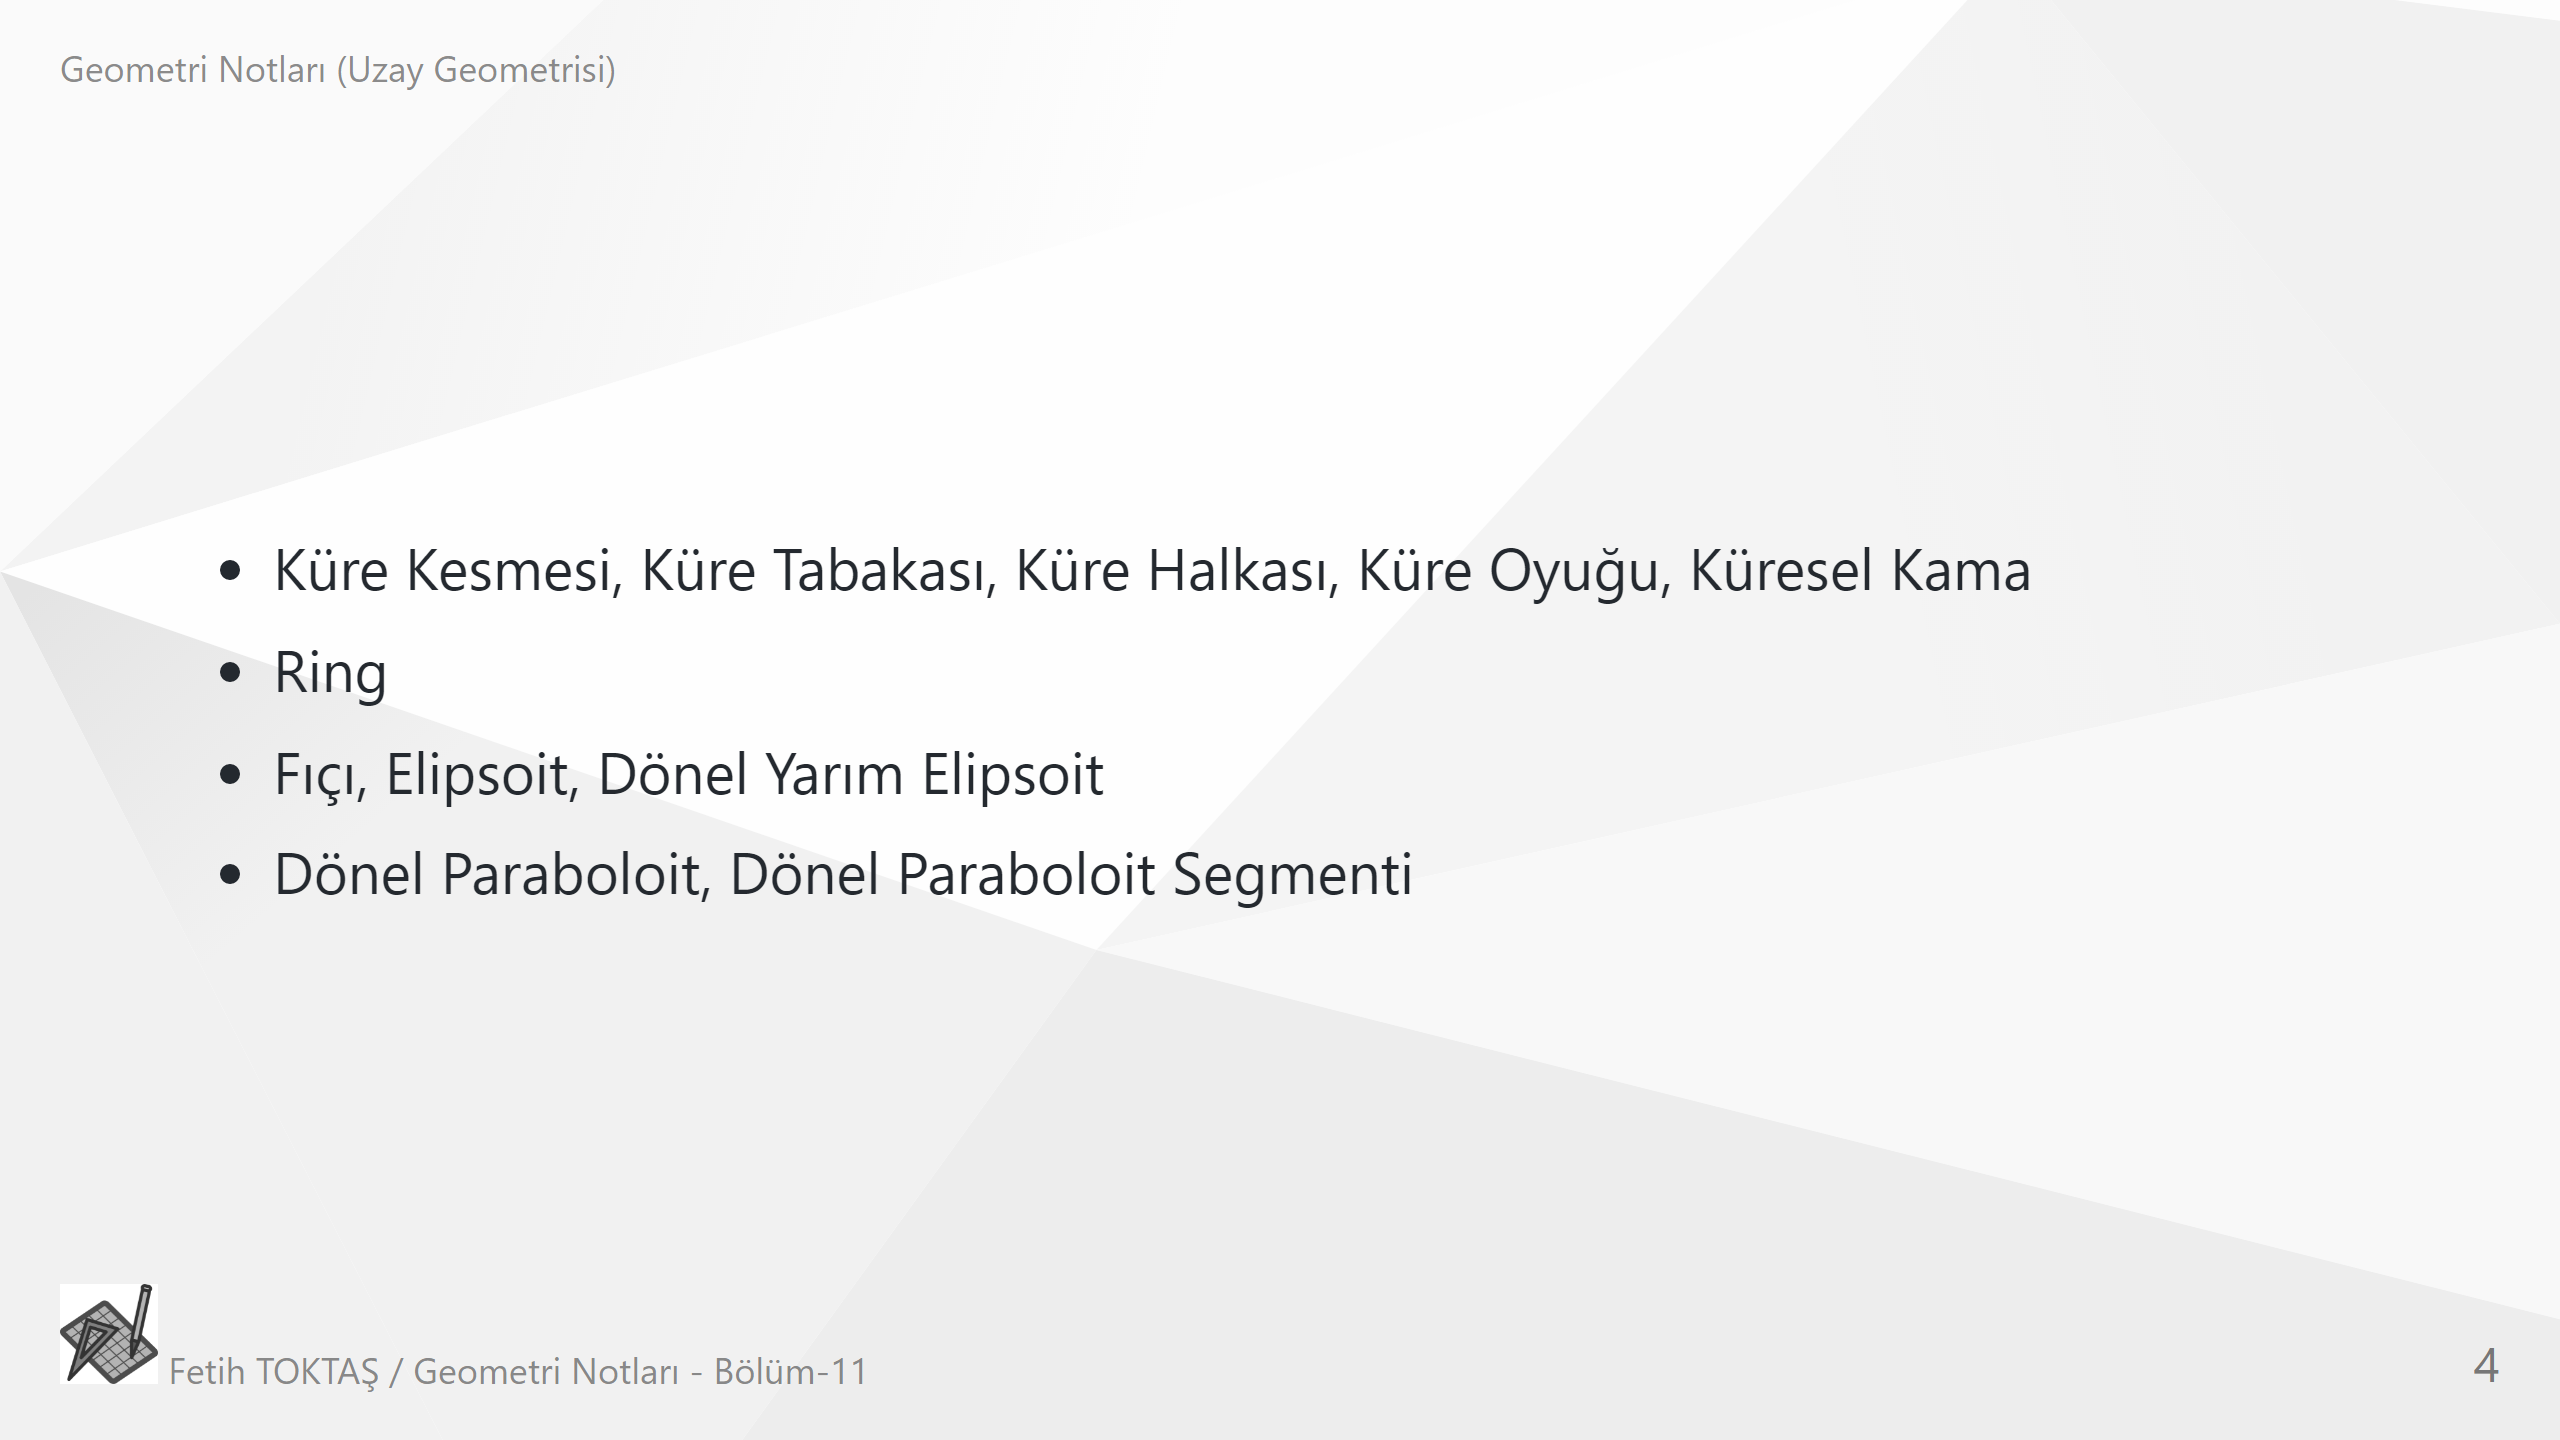 Geometri Notları (Uzay Geometrisi)
• Küre Kesmesi, Küre Tabakası, Küre Halkası, Küre Oyuğu, Küresel Kama
• Ring
• Fıçı, Elipsoit, Dönel Yarım Elipsoit
• Dönel Paraboloit, Dönel Paraboloit Segmenti
Fetih TOKTAŞ / Geometri Notları - Bölüm-11
4